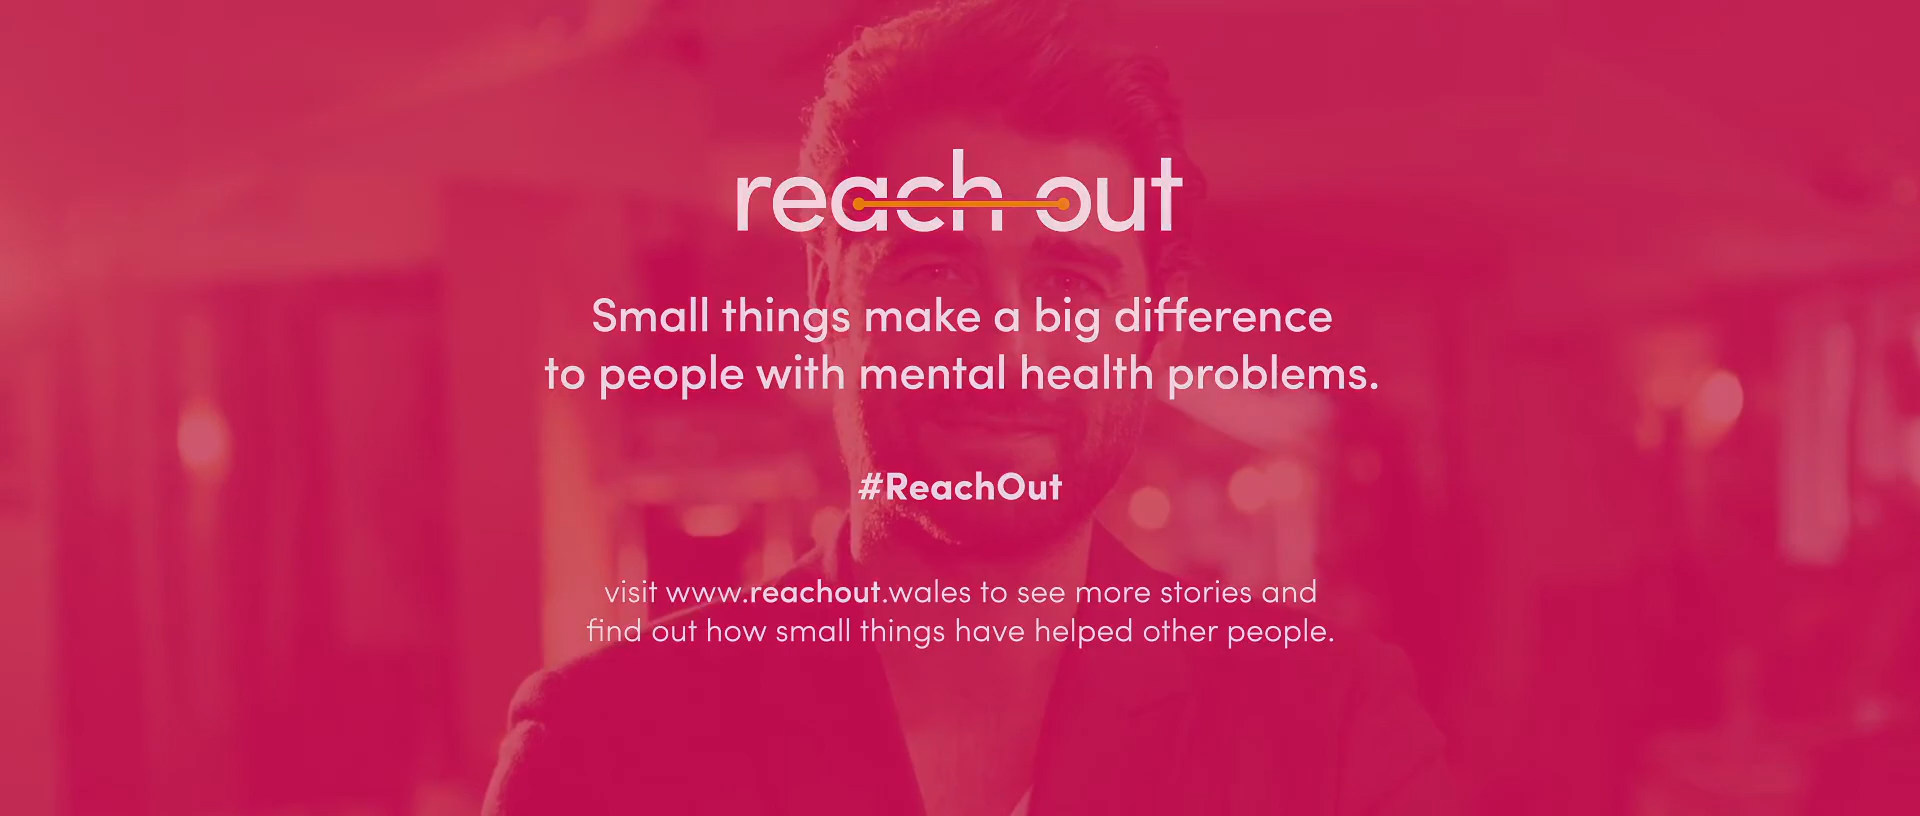 reach out
Small things make a big difference
to people with mental health problems.
#ReachOut
visit www.reachout.wales to see more stories and
find out how small things have helped other people.